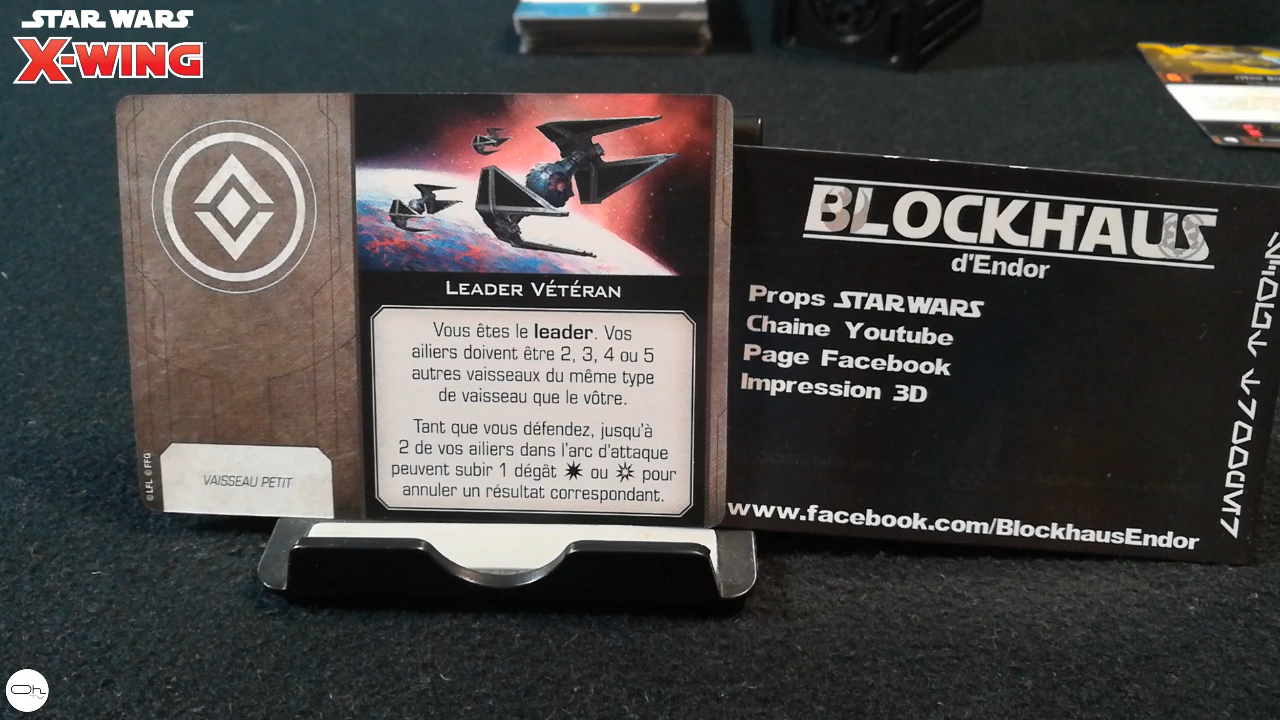 STAR WARS
X-WING
LEADER VÉTÉRAN
Vous êtes le leader. Vos
ailiers doivent être 2, 3, 4 ou 5
autres vaisseaux du même type
de vaisseau que le vôtre.
Tant que vous défendez, jusqu'à
2 de vos ailiers dans l'arc d'attaque
peuvent subir 1 dégât ou pour
annuler un résultat correspondant.
VAISSEAU PETIT
© LFL © FFG
BLOCKHAUS
d'Endor
Props STAR WARS
Chaine Youtube
Page Facebook
Impression 3D
www.facebook.com/BlockhausEndor